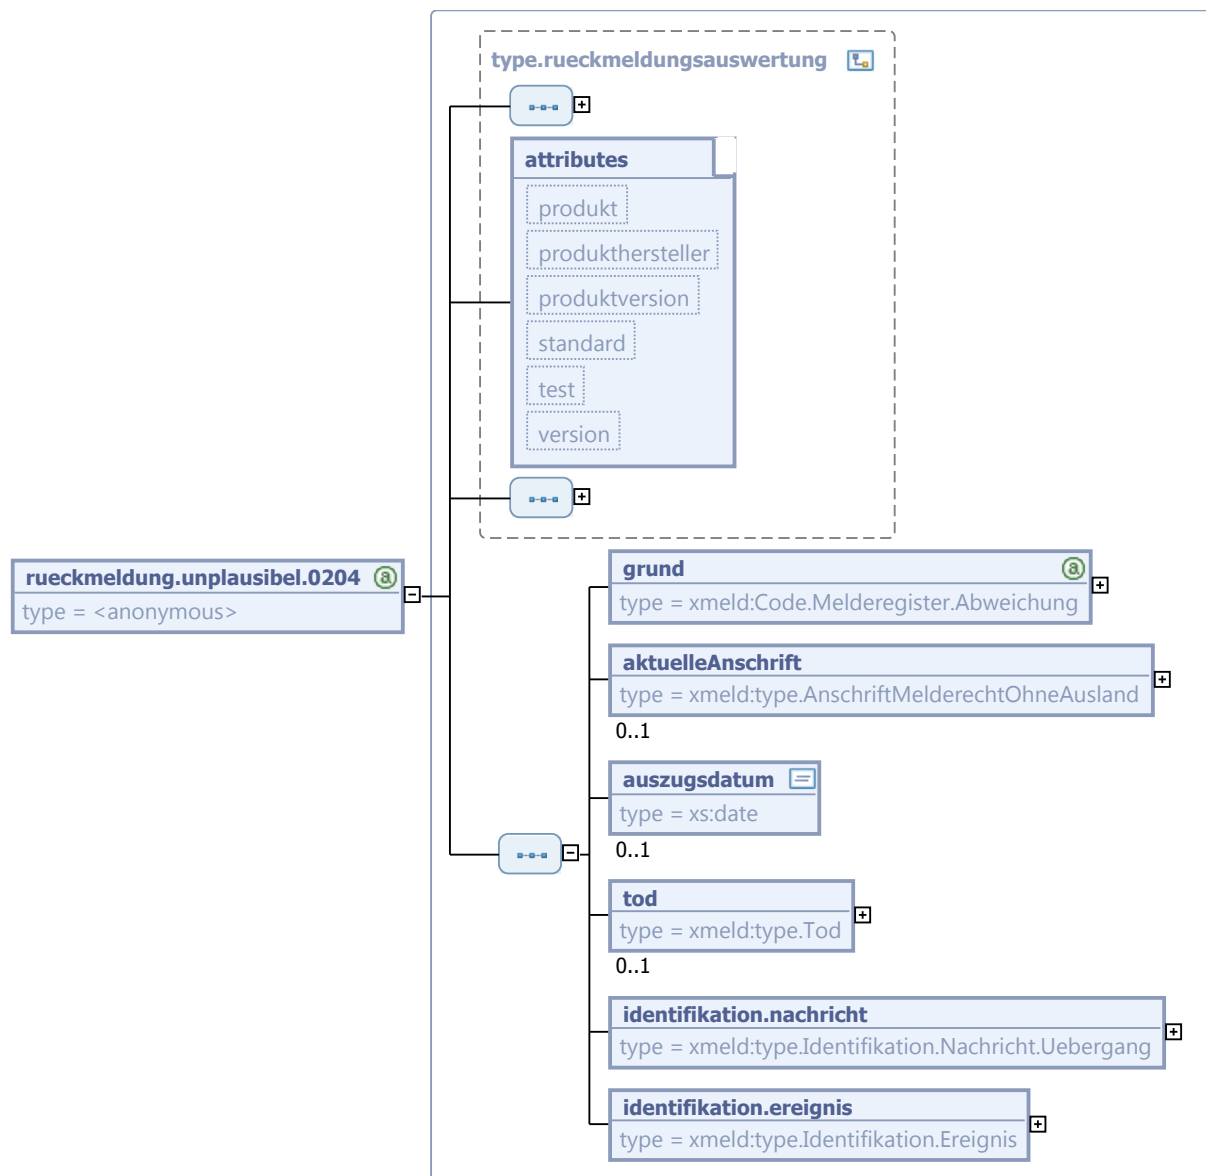 type.rueckmeldungsauswertung
attributes
produkt
produkthersteller
produktversion
standard
test
version
rueckmeldung.unplausibel.0204
type = <anonymous>
grund
type = xmeld:Code.Melderegister.Abweichung
aktuelleAnschrift
type = xmeld:type.AnschriftMelderechtOhneAusland
0..1
auszugsdatum
type = xs:date
0..1
tod
type = xmeld:type.Tod
0..1
identifikation.nachricht
type = xmeld:type.Identifikation.Nachricht.Uebergang
identifikation.ereignis
type = xmeld:type.Identifikation.Ereignis